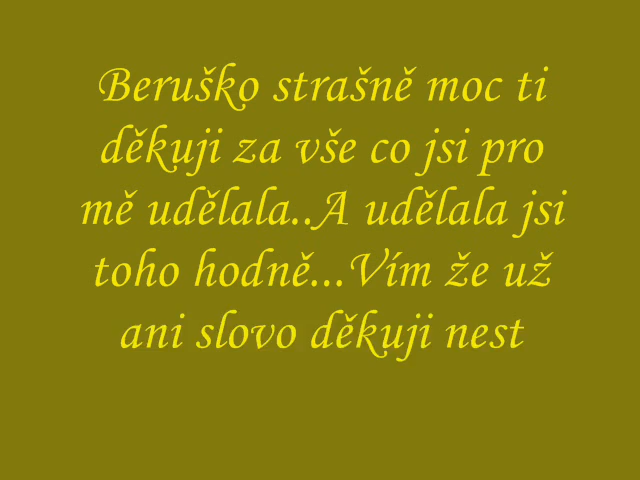 Beruško strašně moc ti
děkuji za vše co jsi pro
mě udělala..A udělala jsi
toho hodně...Vím že už
ani slovo děkuji nest